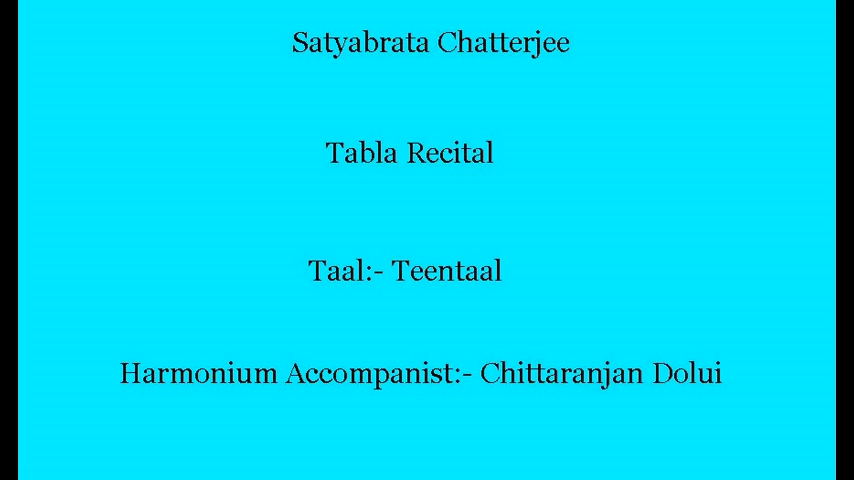 Satyabrata Chatterjee
Tabla Recital
Taal:- Teentaal
Harmonium Accompanist:- Chittaranjan Dolui